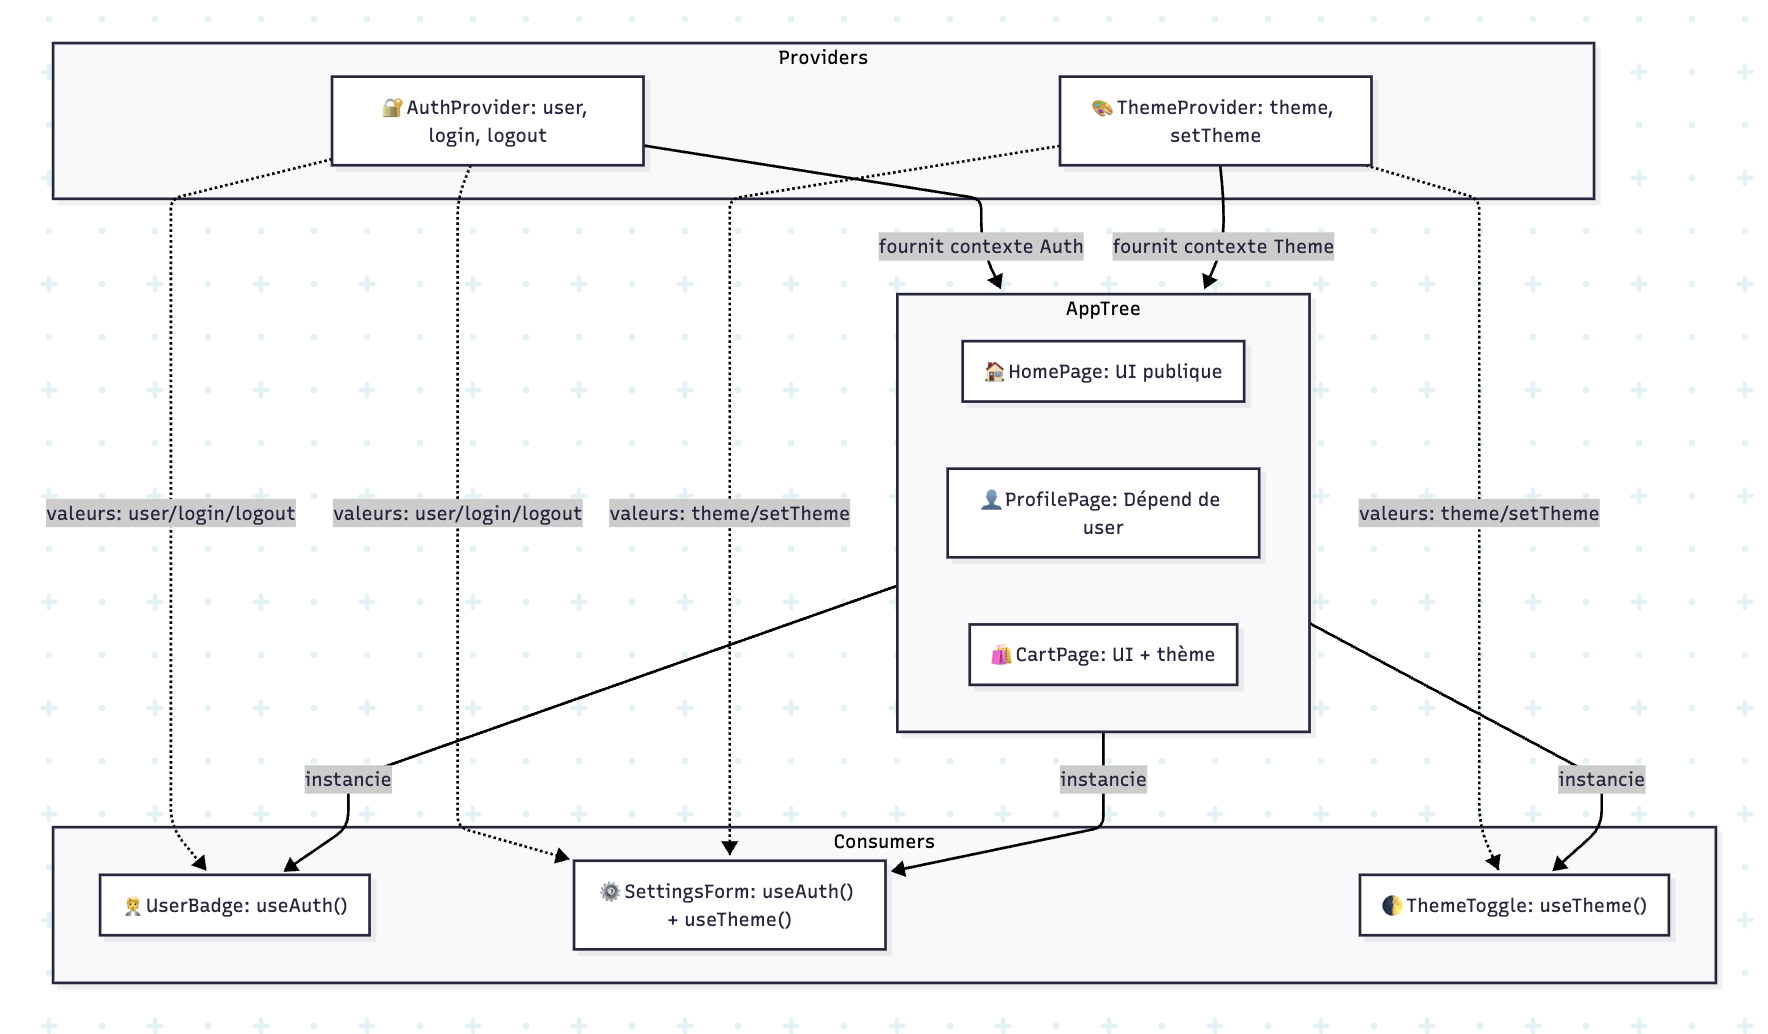 Providers
🔐AuthProvider: user,
login, logout
🎨ThemeProvider: theme,
setTheme
fournit contexte Auth
fournit contexte Theme
AppTree
🏠HomePage: UI publique
👤ProfilePage: Dépend de
user
valeurs: user/login/logout
valeurs: user/login/logout
valeurs: theme/setTheme
valeurs: theme/setTheme
🛍️CartPage: UI + thème
instancie
instancie
instancie
Consumers
🧑‍💼UserBadge: useAuth()
⚙️SettingsForm: useAuth()
+ useTheme()
🌗ThemeToggle: useTheme()